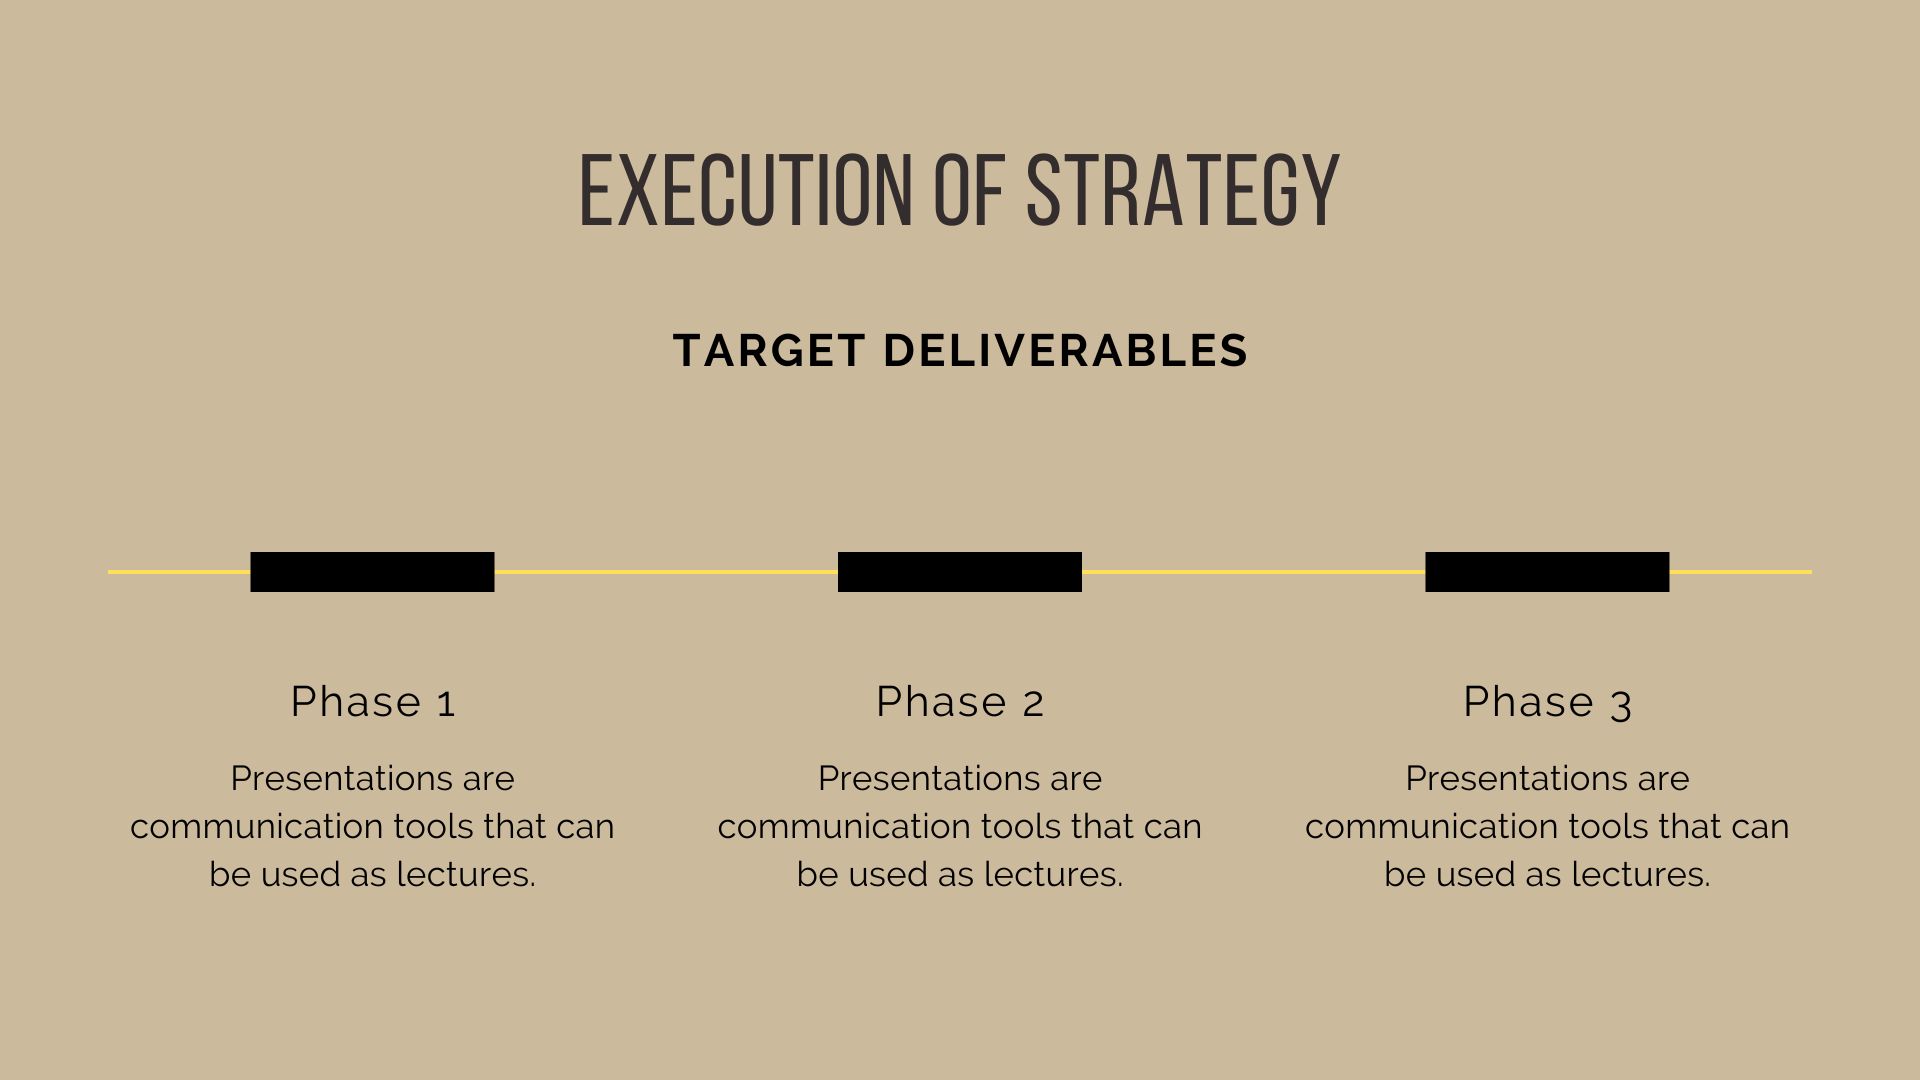 EXECUTION OF STRATEGY
TARGET DELIVERABLES
Phase 1
Presentations are
communication tools that can
be used as lectures.
Phase 2
Presentations are
communication tools that can
be used as lectures.
Phase 3
Presentations are
communication tools that can
be used as lectures.